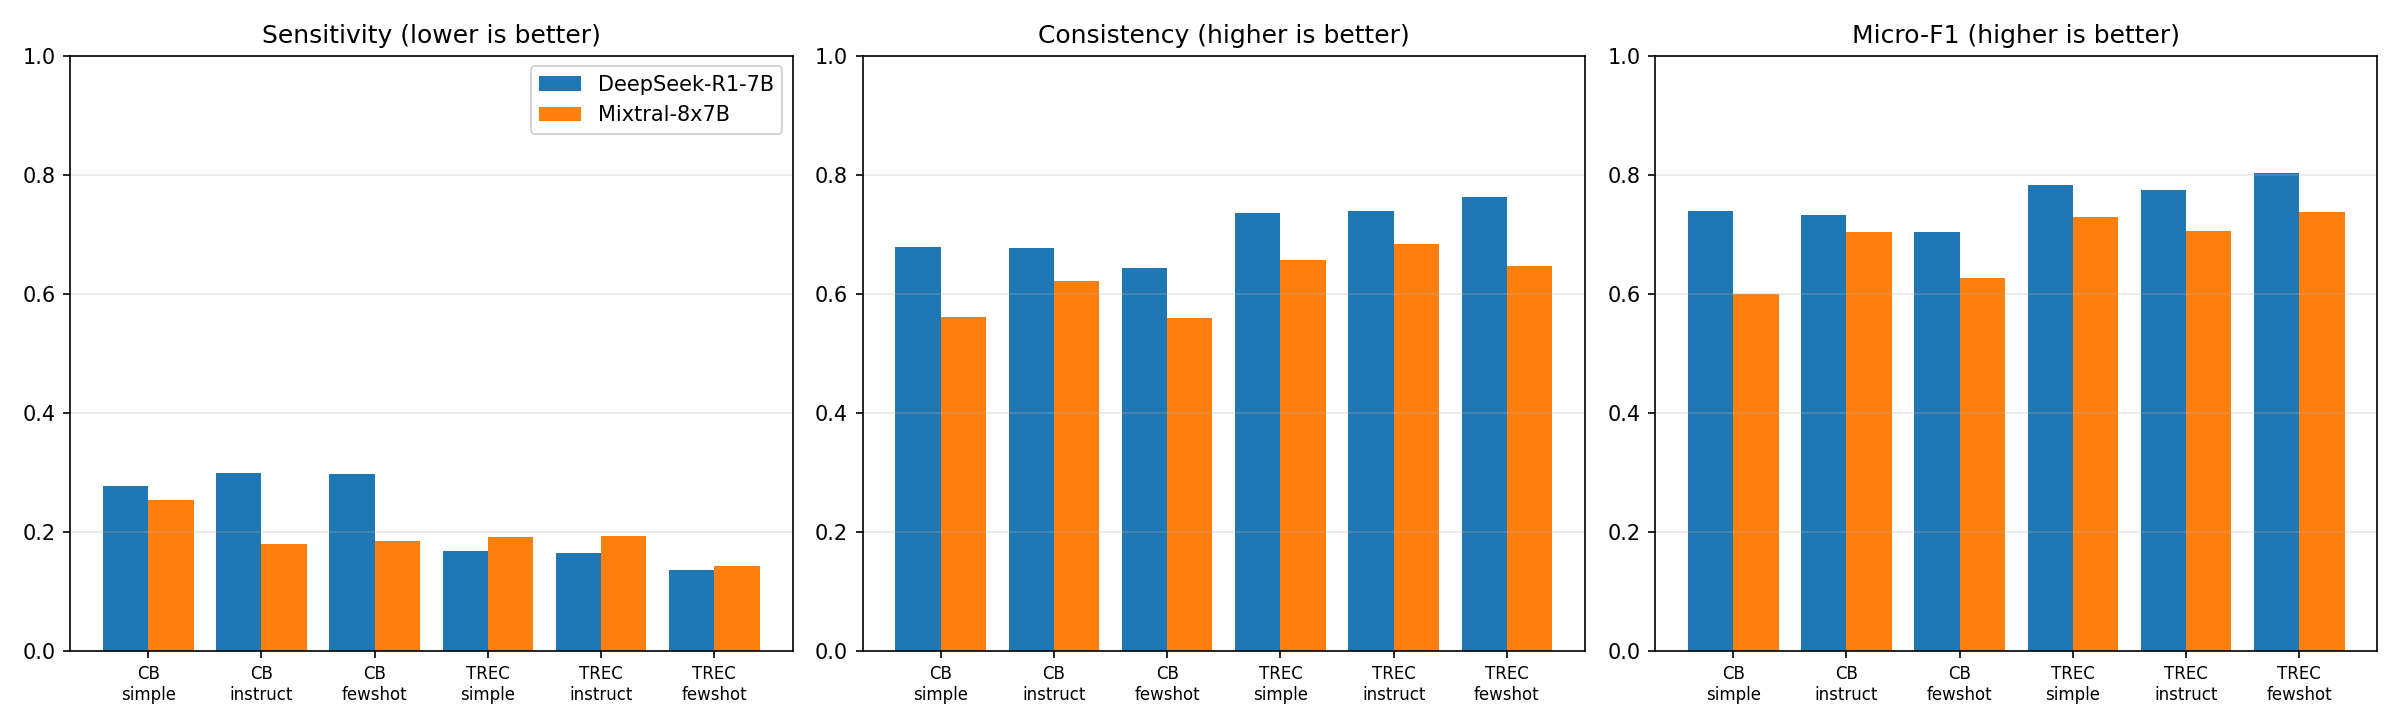 Sensitivity (lower is better)
1.0
0.8
0.6
0.4
0.2
0.0
DeepSeek-R1-7B
Mixtral-8x7B
CB
simple
CB
instruct
CB
fewshot
TREC
simple
TREC
instruct
TREC
fewshot
Consistency (higher is better)
1.0
0.8
0.6
0.4
0.2
0.0
CB
simple
CB
instruct
CB
fewshot
TREC
simple
TREC
instruct
TREC
fewshot
Micro-F1 (higher is better)
1.0
0.8
0.6
0.4
0.2
0.0
CB
simple
CB
instruct
CB
fewshot
TREC
simple
TREC
instruct
TREC
fewshot